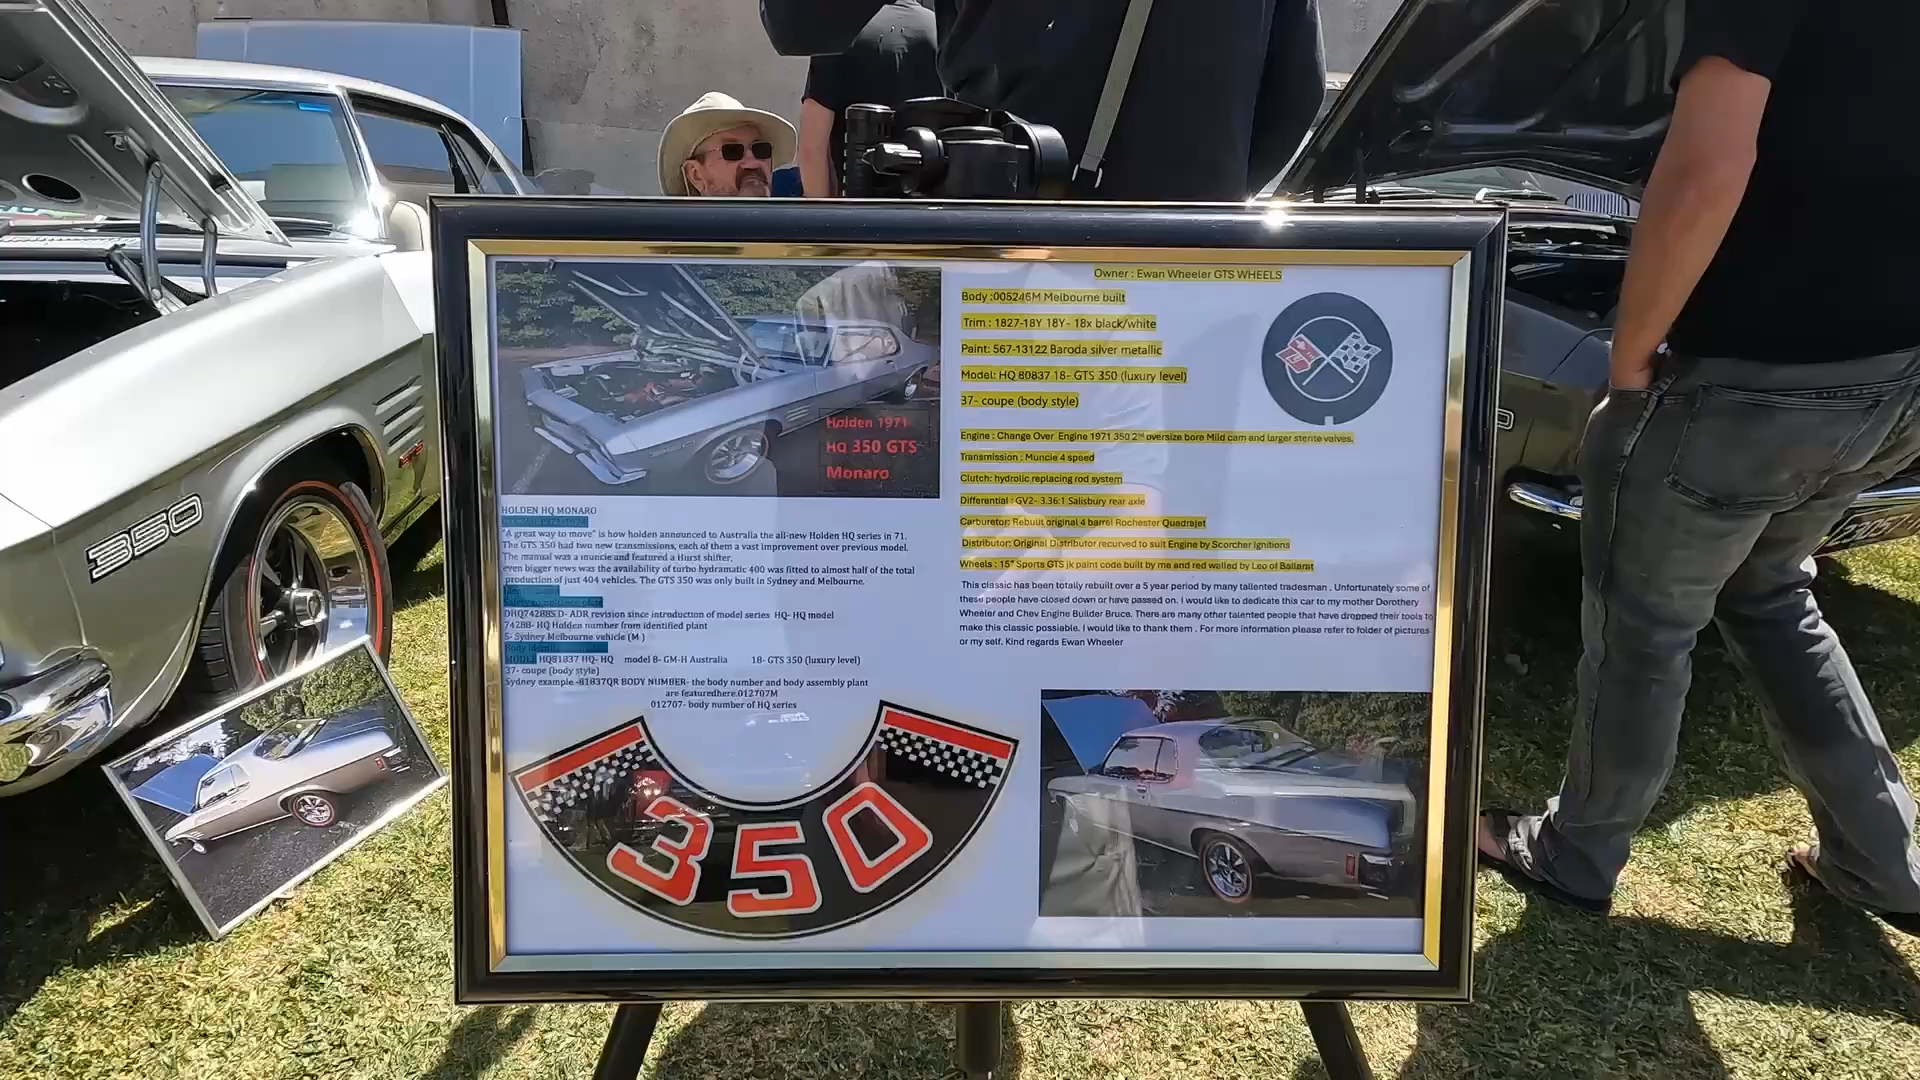 Holden 1971
HQ 350 GTS
Monaro
HOLDEN HQ MONARO
"A great way to move" is how holden announced to Australia the all-new Holden HQ series in 71.
The GTS 350 had two new transmissions, each of them a vast improvement over previous model.
The manual was a muncie and featured a Hurst shifter,
even bigger news was the availability of turbo hydramatic 400 was fitted to almost half of the total
production of just 404 vehicles. The GTS 350 was only built in Sydney and Melbourne.
DHQ74288S D- ADR revision since introduction of model series HQ- HQ model
74288- HQ Holden number from identified plant
S- Sydney Melbourne vehicle (M )
MODEL HQ81837 HQ- HQ model 8- GM-H Australia 18- GTS 350 (luxury level)
37- coupe (body style)
Sydney example -81837QR BODY NUMBER- the body number and body assembly plant
are featuredhere.012707M
012707- body number of HQ series
350
Owner : Ewan Wheeler GTS WHEELS
Body :005246M Melbourne built
Trim : 1827-18Y 18Y- 18x black/white
Paint: 567-13122 Baroda silver metallic
Model: HQ 80837 18- GTS 350 (luxury level)
37- coupe (body style)
Engine : Change Over Engine 1971 350 2nd oversize bore Mild cam and larger sterite valves.
Transmission : Muncie 4 speed
Clutch: hydrolic replacing rod system
Differential : GV2- 3.36:1 Salisbury rear axle
Carburetor: Rebuilt original 4 barrel Rochester Quadrajet
Distributor: Original Distributor recurved to suit Engine by Scorcher Ignitions
Wheels : 15" Sports GTS jk paint code built by me and red walled by Leo of Ballarat
This classic has been totally rebuilt over a 5 year period by many tallented tradesman . Unfortunately some of
these people have closed down or have passed on. I would like to dedicate this car to my mother Dorothery
Wheeler and Chev Engine Builder Bruce. There are many other talented people that have dropped their tools to
make this classic possiable. I would like to thank them . For more information please refer to folder of pictures
or my self. Kind regards Ewan Wheeler
350